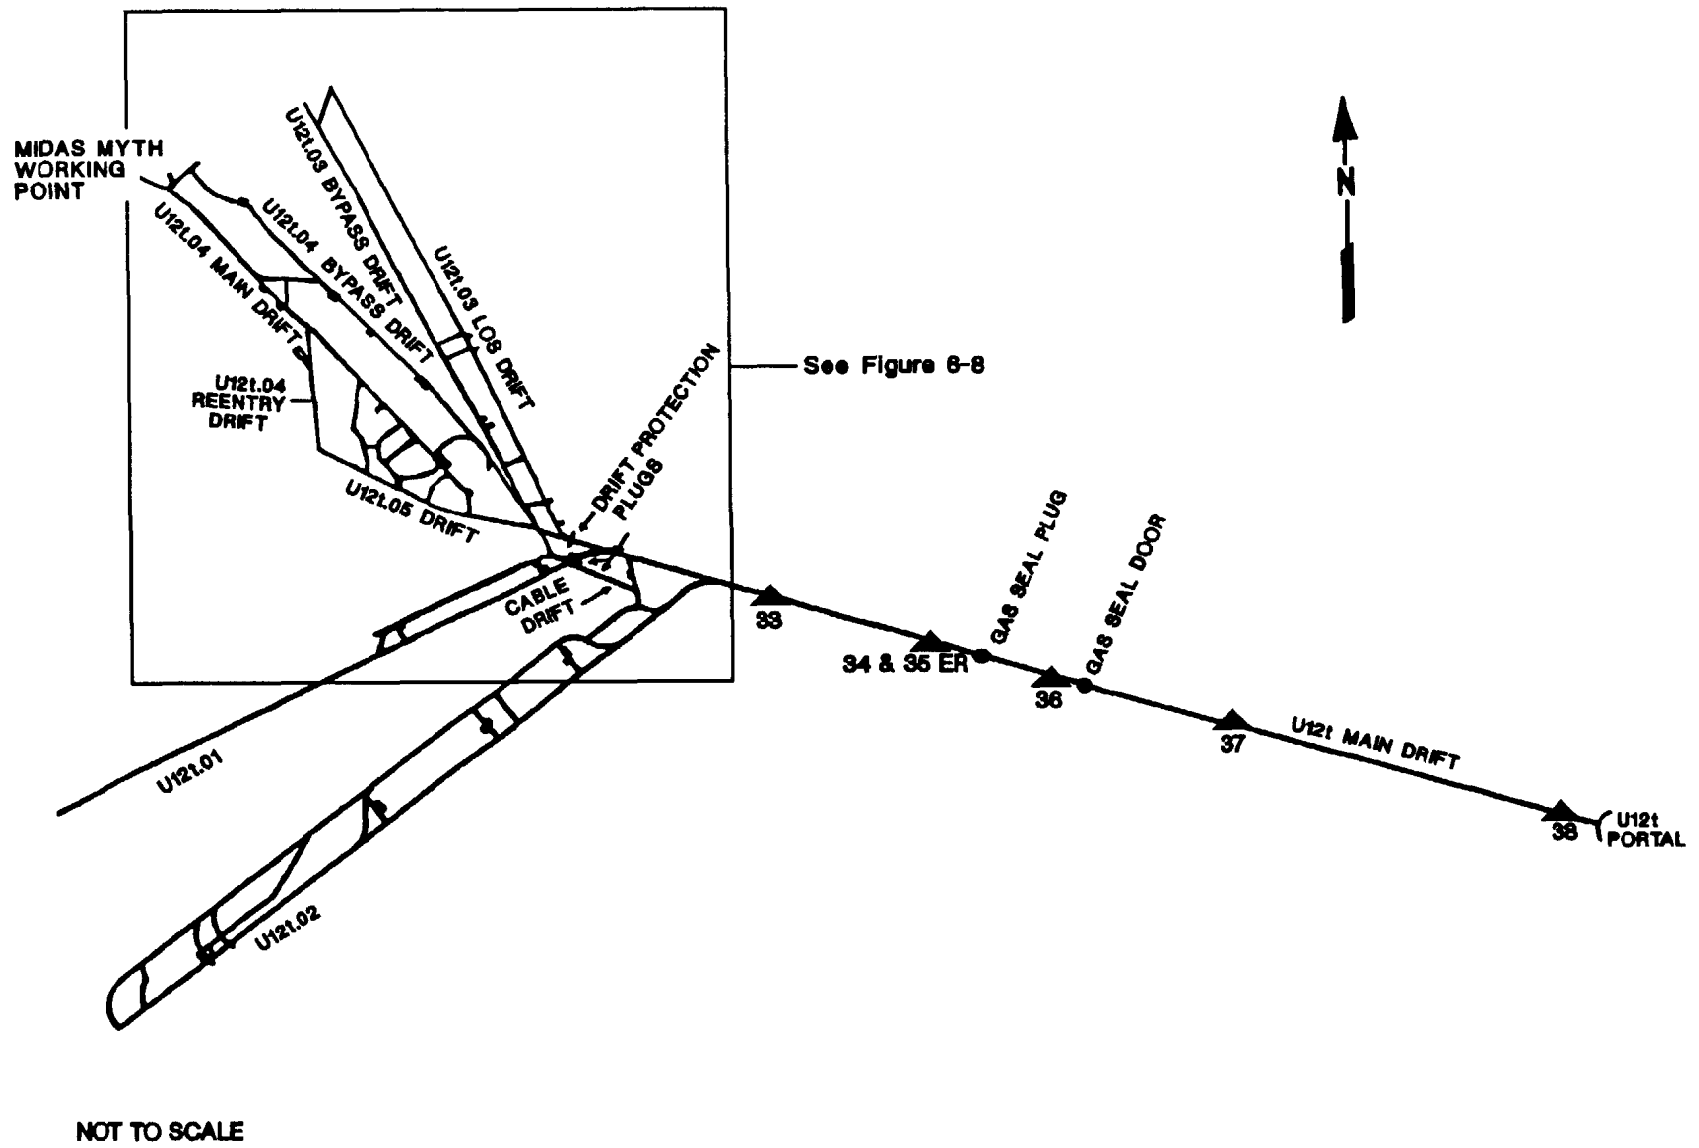 MIDAS MYTH
WORKING
POINT
U12t.03 BYPASS DRIFT
U12t.04 BYPASS DRIFT
U12t.04 MAIN DRIFT
U12t.03 LOS DRIFT
N
See Figure 6-8
U12t.04
REENTRY
DRIFT
DRIFT PROTECTION
PLUGS
U12t.05 DRIFT
CABLE
DRIFT
GAS SEAL PLUG
GAS SEAL DOOR
33
34 & 35 ER
36
37
U12t MAIN DRIFT
38
U12t
PORTAL
U12t.01
U12t.02
NOT TO SCALE